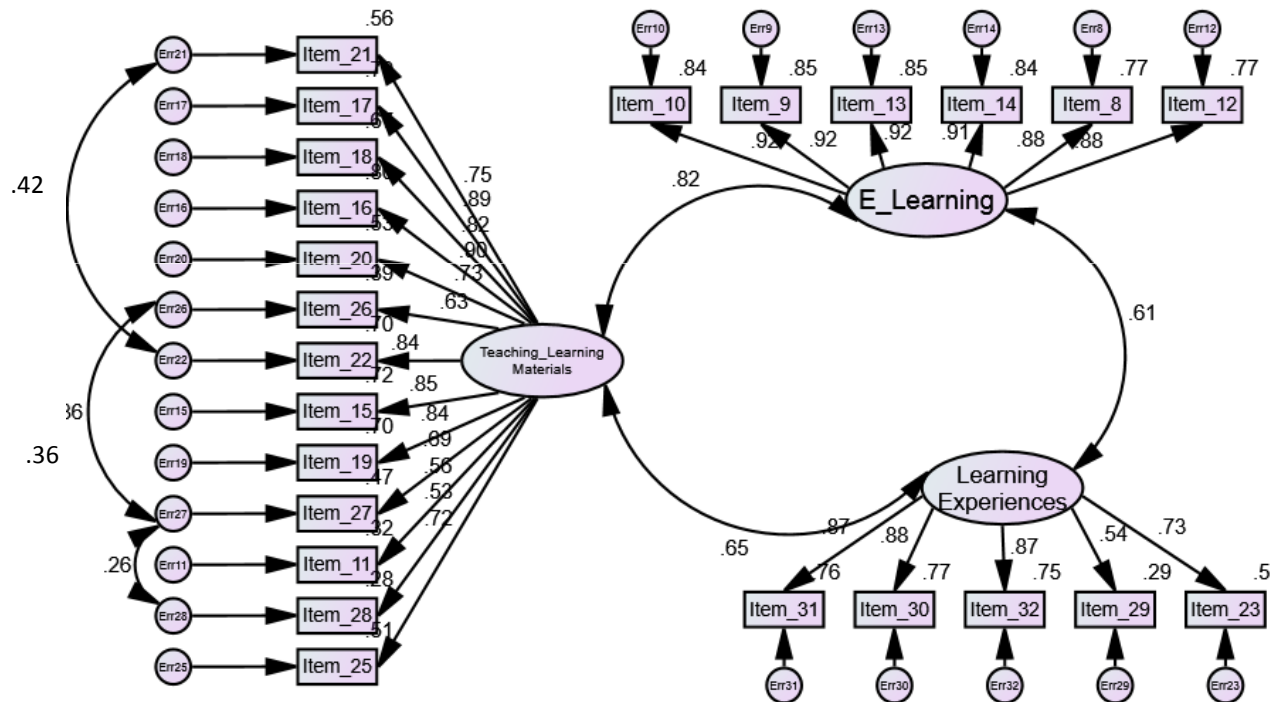 .56
Err21 Item_21
Err17 Item_17
Err18 Item_18
.42
Err16 Item_16
.53
Err20 Item_20
.39
Err26 Item_26
.70
Err22 Item_22
.72
Err15 Item_15
.70
.36
Err19 Item_19
.47
Err27 Item_27
.32
.26
Err11 Item_11
.28
Err28 Item_28
.51
Err25 Item_25
.75
.89
.82
.90
.73
.63
.84
.85
.84
.56
.53
.72
Teaching_Learning
Materials
Err10 Err9 Err13 Err14 Err8 Err12
.84 .85 .85 .84 .77 .77
Item_10 Item_9 Item_13 Item_14 Item_8 Item_12
.92 .92 .92 .91 .88 .88
E_Learning
.82
.61
.65
Learning
Experiences
.87 .88 .87 .54 .73
.76 .77 .75 .29 .5
Item_31 Item_30 Item_32 Item_29 Item_23
Err31 Err30 Err32 Err29 Err23